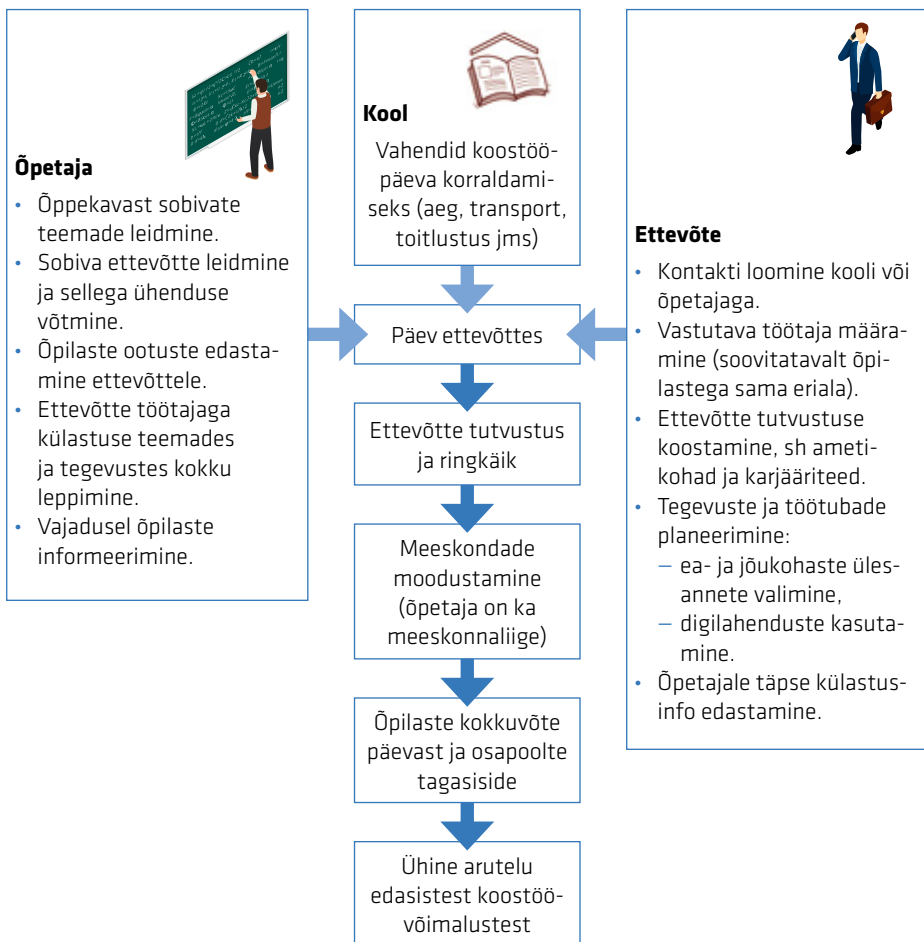 Õpetaja
• Õppekavast sobivate
teemade leidmine.
• Sobiva ettevõtte leidmine
ja sellega ühenduse
võtmine.
• Õpilaste ootuste edasta-
mine ettevõttele.
• Ettevõtte töötajaga
külastuse teemades
ja tegevustes kokku
leppimine.
• Vajadusel õpilaste
informeerimine.
Kool
Vahendid koostöö-
päeva korraldami-
seks (aeg, transport,
toitlustus jms)
Ettevõte
• Kontakti loomine kooli või
õpetajaga.
• Vastutava töötaja määra-
mine (soovitatavalt õpi-
lastega sama eriala).
• Ettevõtte tutvustuse
koostamine, sh ameti-
kohad ja karjääriteed.
• Tegevuste ja töötubade
planeerimine:
– ea- ja jõukohaste üles-
annete valimine,
– digilahenduste kasuta-
mine.
• Õpetajale täpse külastus-
info edastamine.
Päev ettevõttes
Ettevõtte tutvustus
ja ringkäik
Meeskondade
moodustamine
(õpetaja on ka
meeskonnaliige)
Õpilaste kokkuvõte
päevast ja osapoolte
tagasiside
Ühine arutelu
edasistest koostöö-
võimalustest